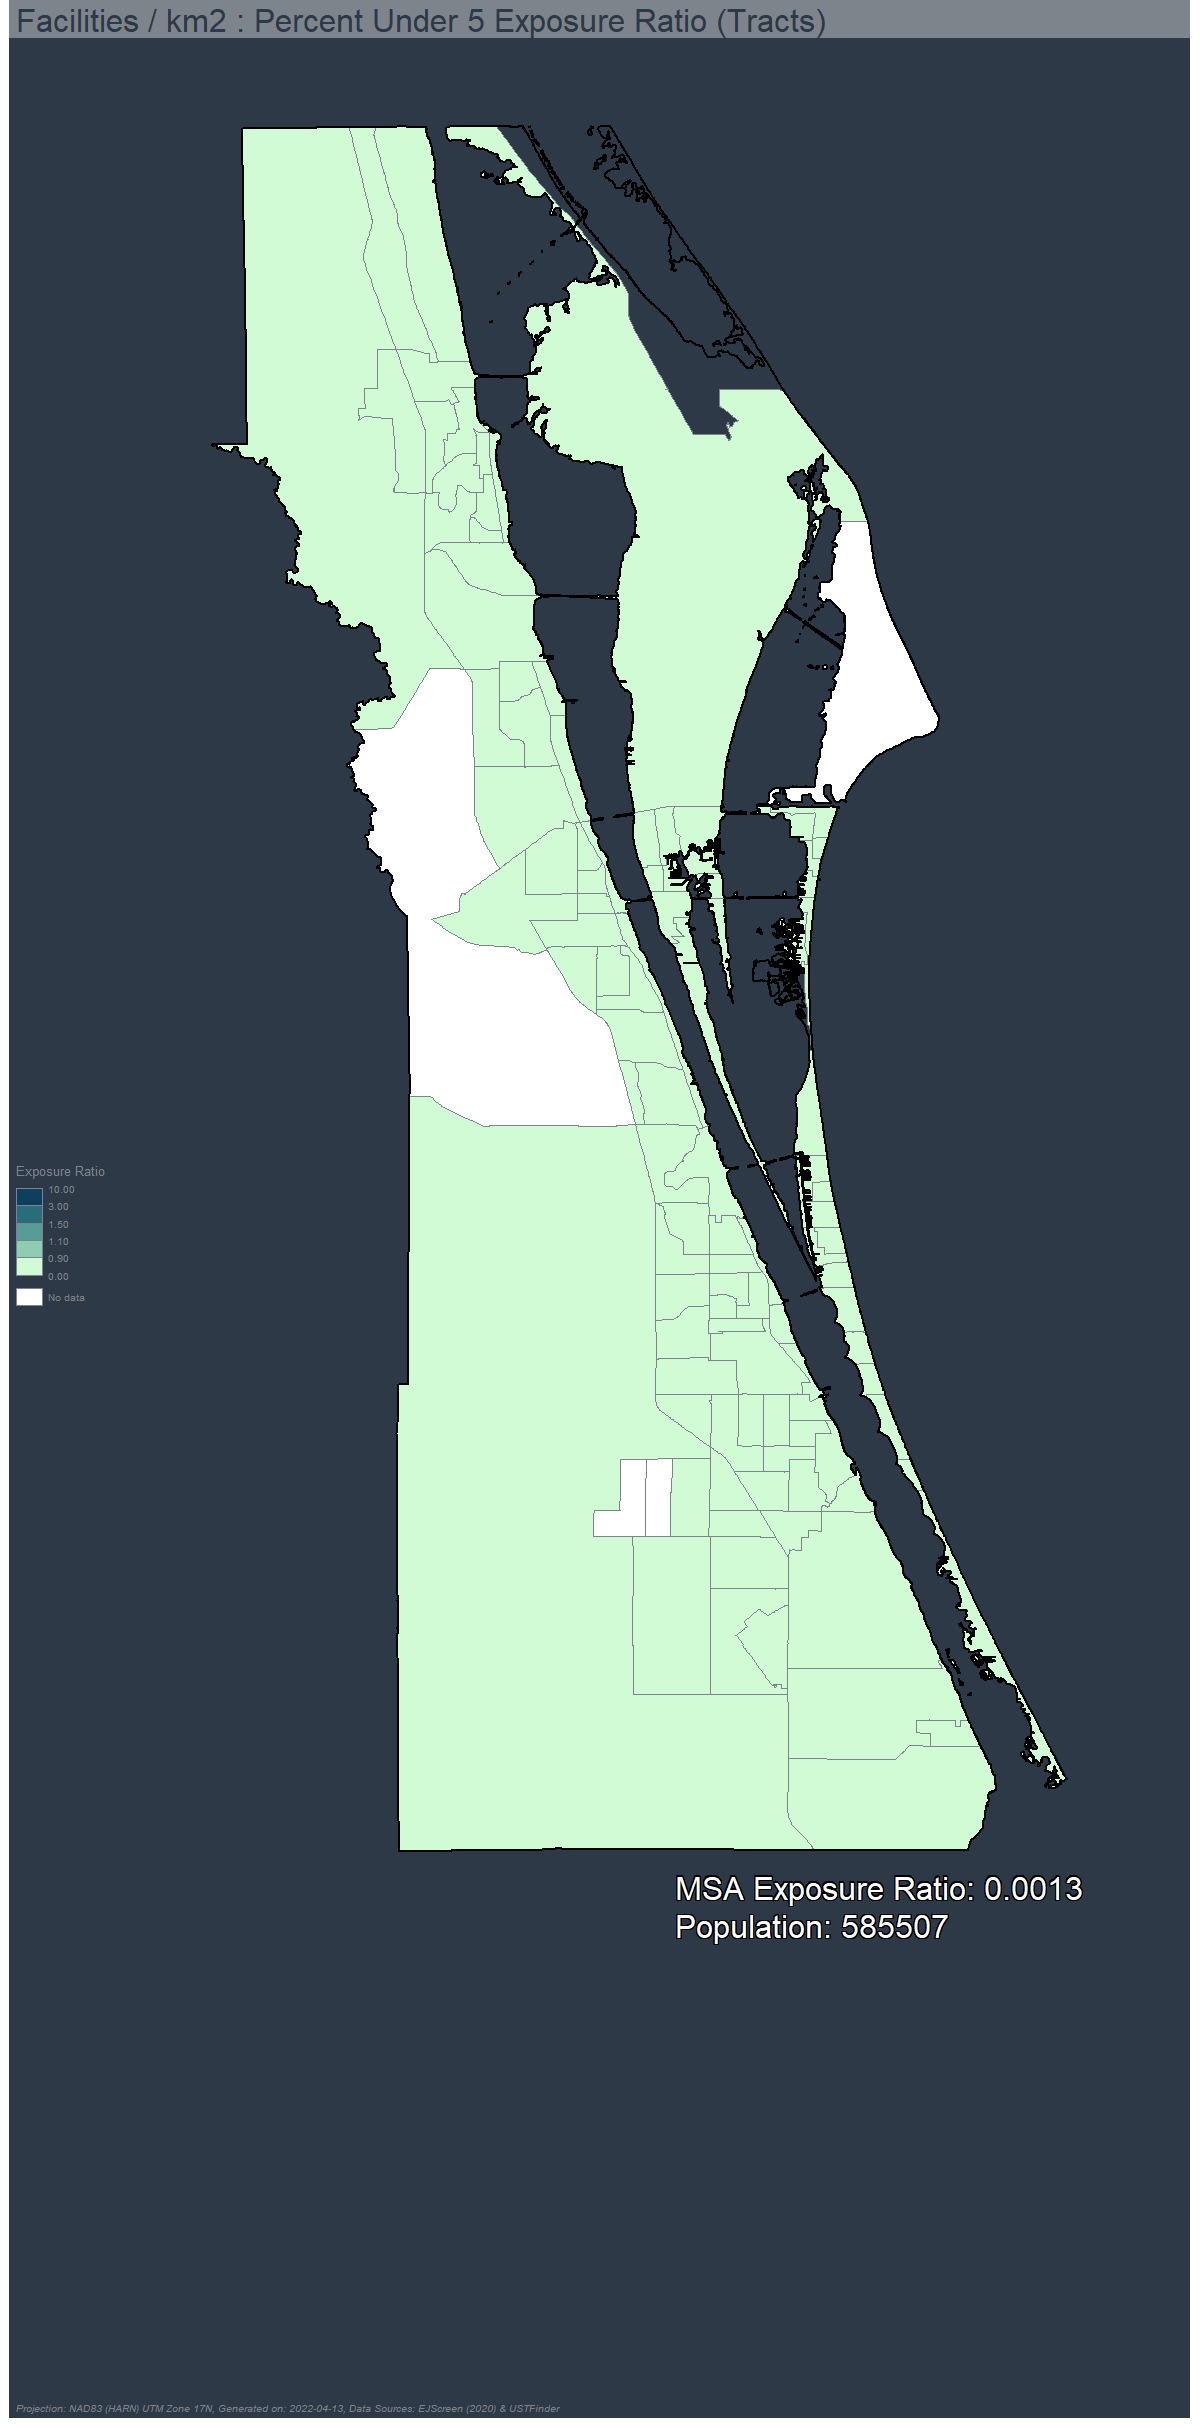 Facilities / km2 : Percent Under 5 Exposure Ratio (Tracts)
Exposure Ratio
10.00
3.00
1.50
1.10
0.90
0.00
No data
MSA Exposure Ratio: 0.0013
Population: 585507
Projection: NAD83 (HARN) UTM Zone 17N, Generated on: 2022-04-13, Data Sources: EJScreen (2020) & USTFinder